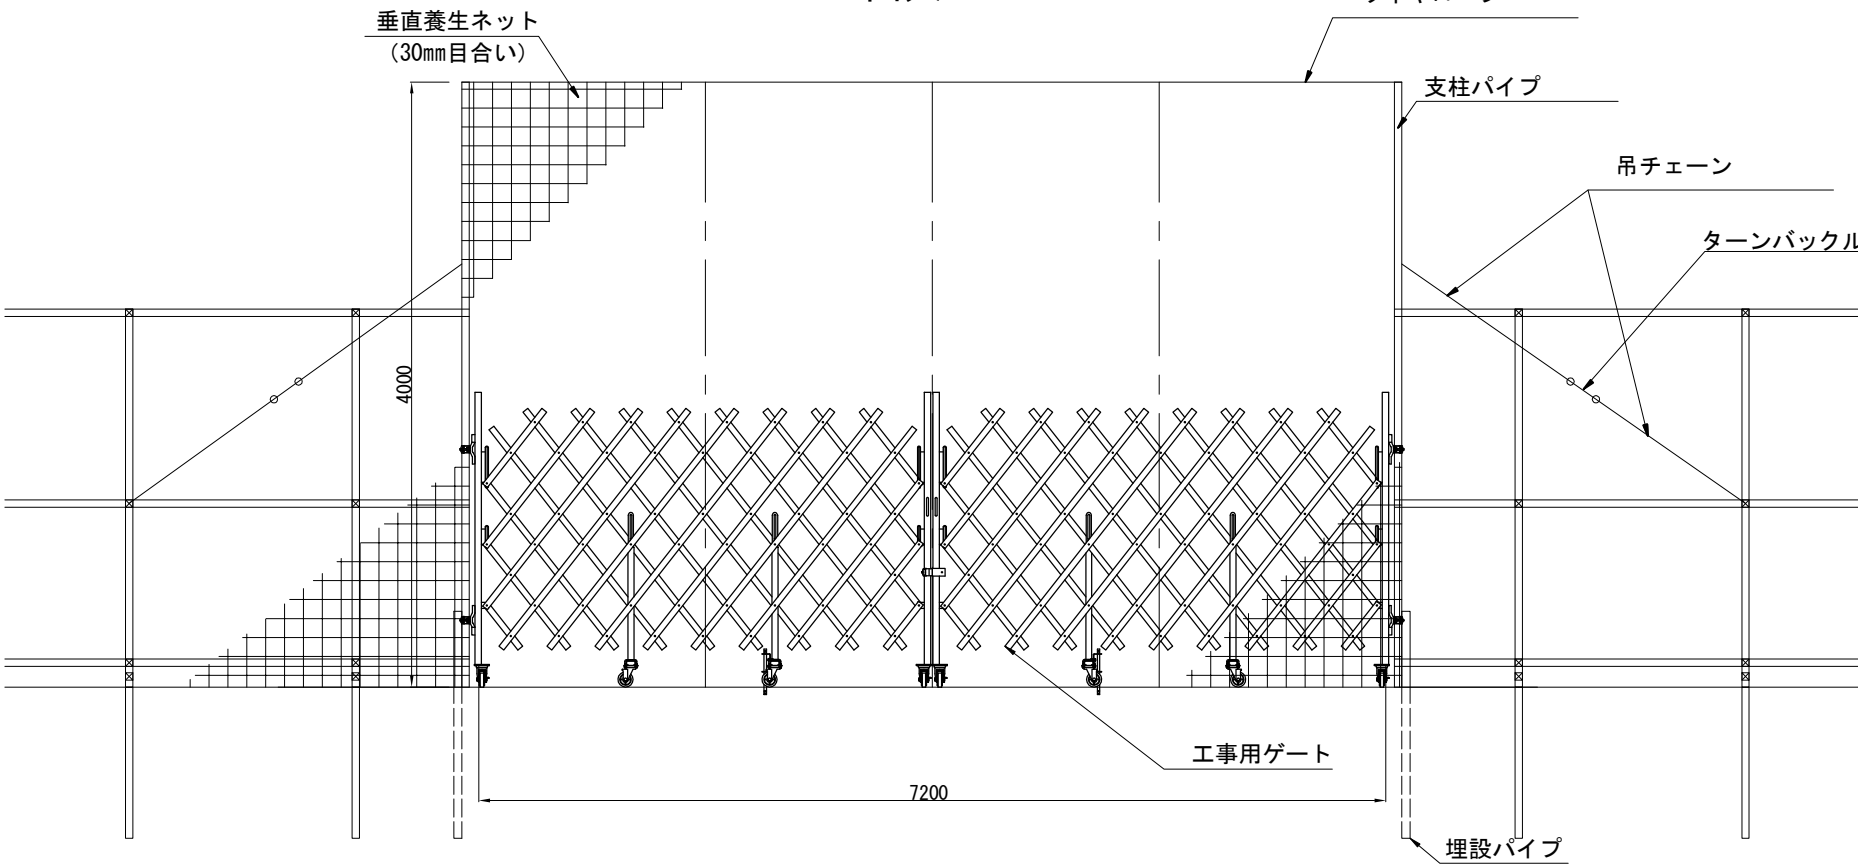 垂直養生ネット
（30mm目合い）
支柱パイプ
吊チェーン
ターンバックル
4000
工事用ゲート
7200
埋設パイプ